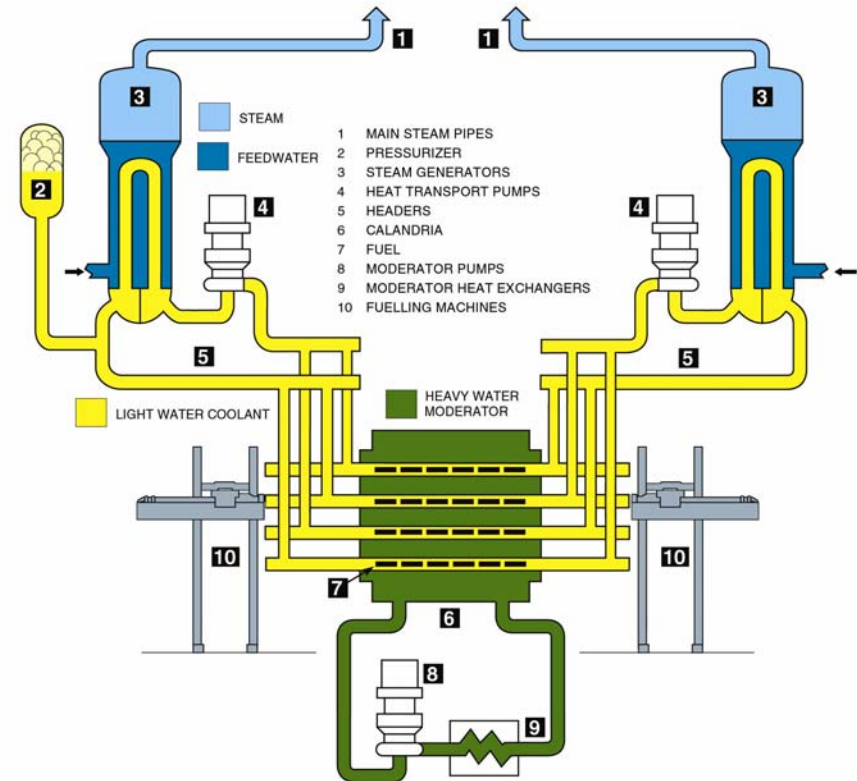 1
1
3
3
STEAM
FEEDWATER
2
4
4
1 MAIN STEAM PIPES
2 PRESSURIZER
3 STEAM GENERATORS
4 HEAT TRANSPORT PUMPS
5 HEADERS
6 CALANDRIA
7 FUEL
8 MODERATOR PUMPS
9 MODERATOR HEAT EXCHANGERS
10 FUELLING MACHINES
5
5
LIGHT WATER COOLANT
HEAVY WATER
MODERATOR
10
10
7
6
8
9